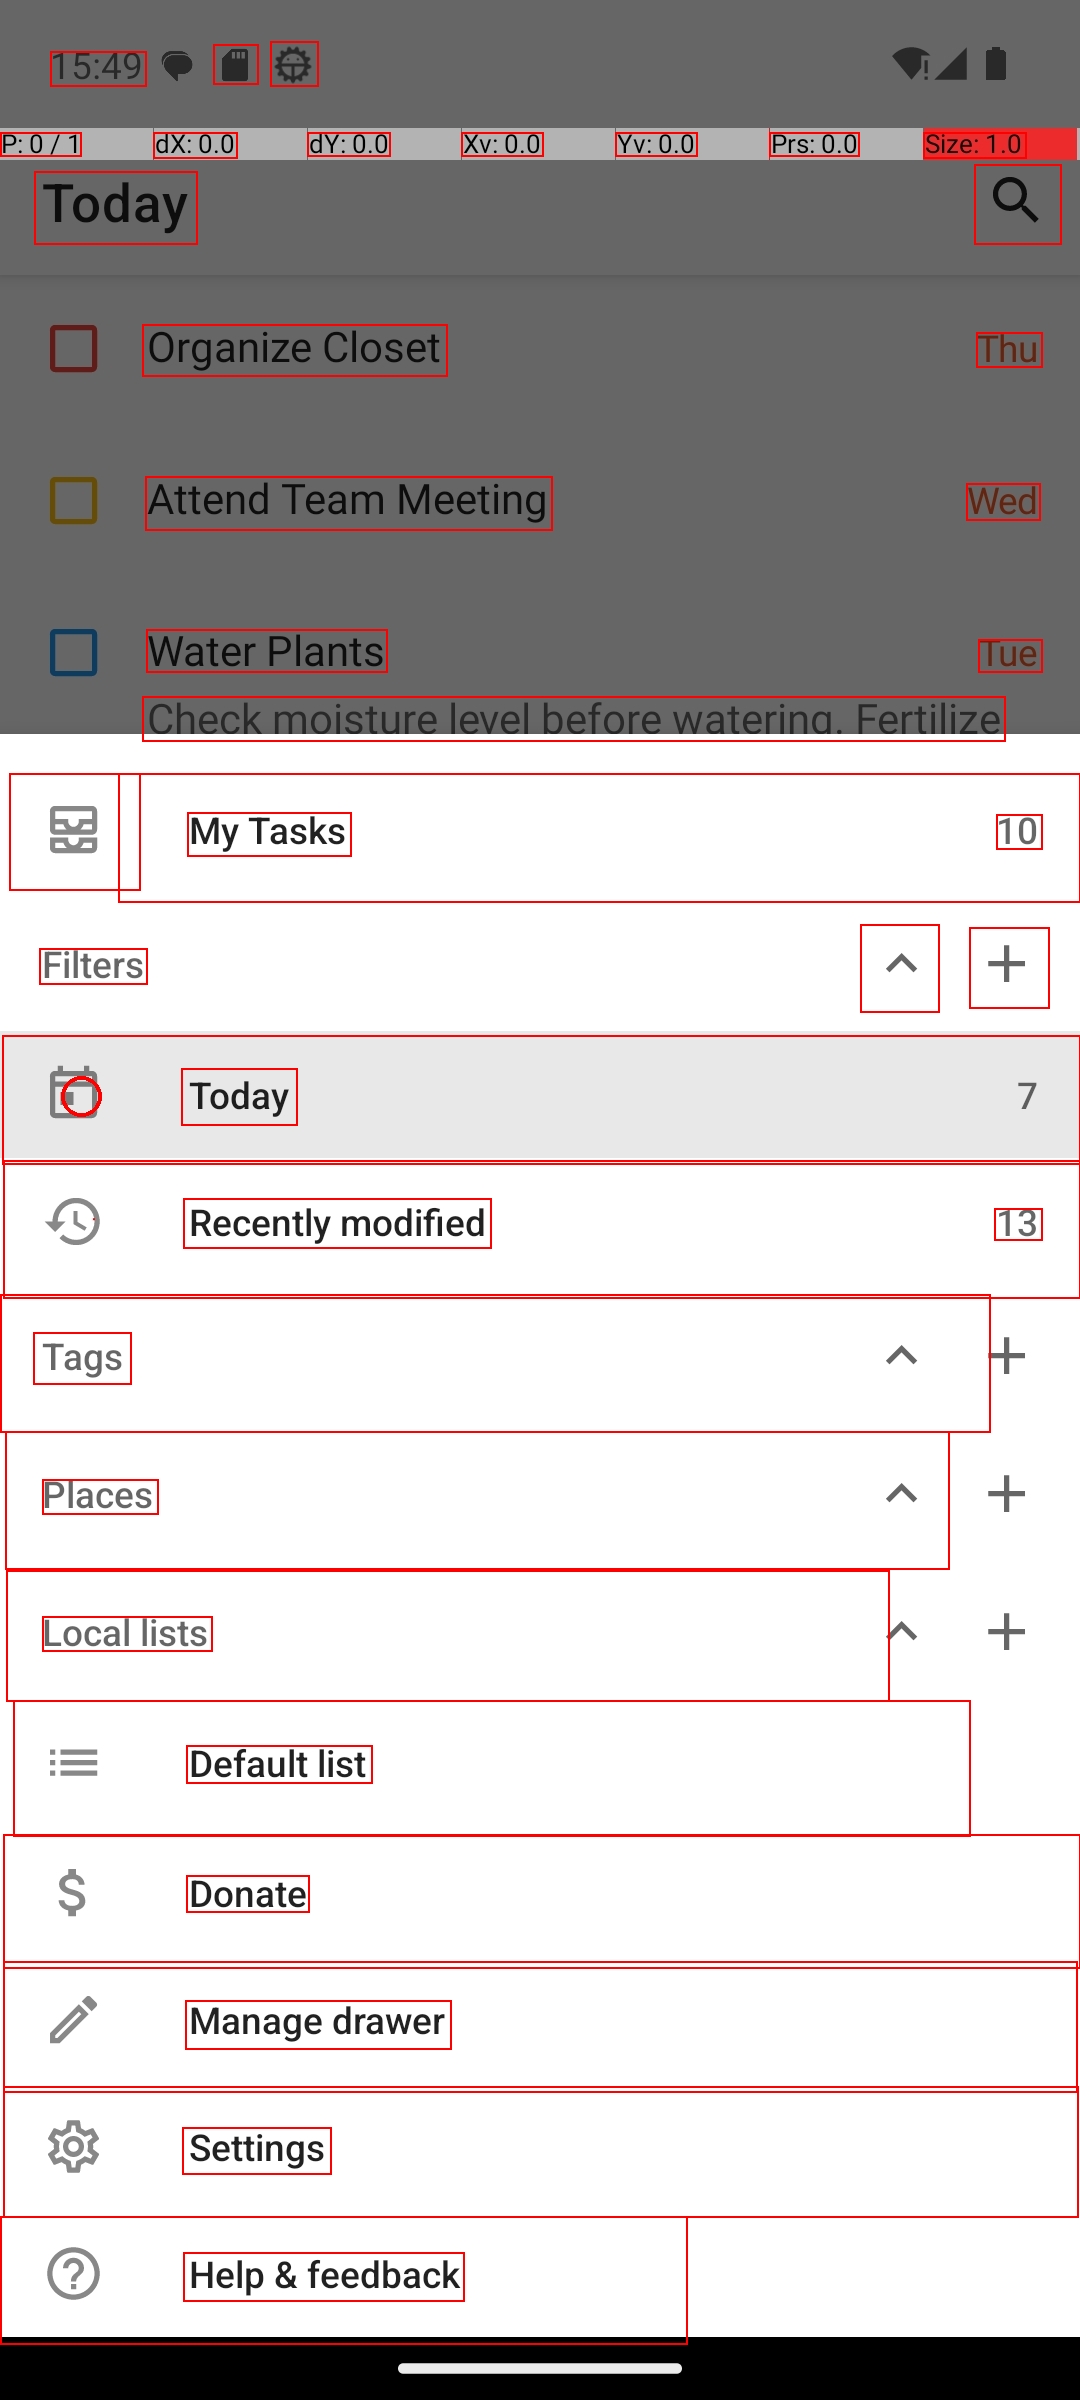 15:49
P: 0 / 1 dX: 0.0 dY: 0.0 Xv: 0.0 Yv: 0.0 Prs: 0.0 Size: 1.0
Today
Organize Closet Thu
Attend Team Meeting Wed
Water Plants Tue
Check moisture level before watering. Fertilize
My Tasks 10
Filters
Today 7
Recently modified 13
Tags
Places
Local lists
Default list
Donate
Manage drawer
Settings
Help & feedback